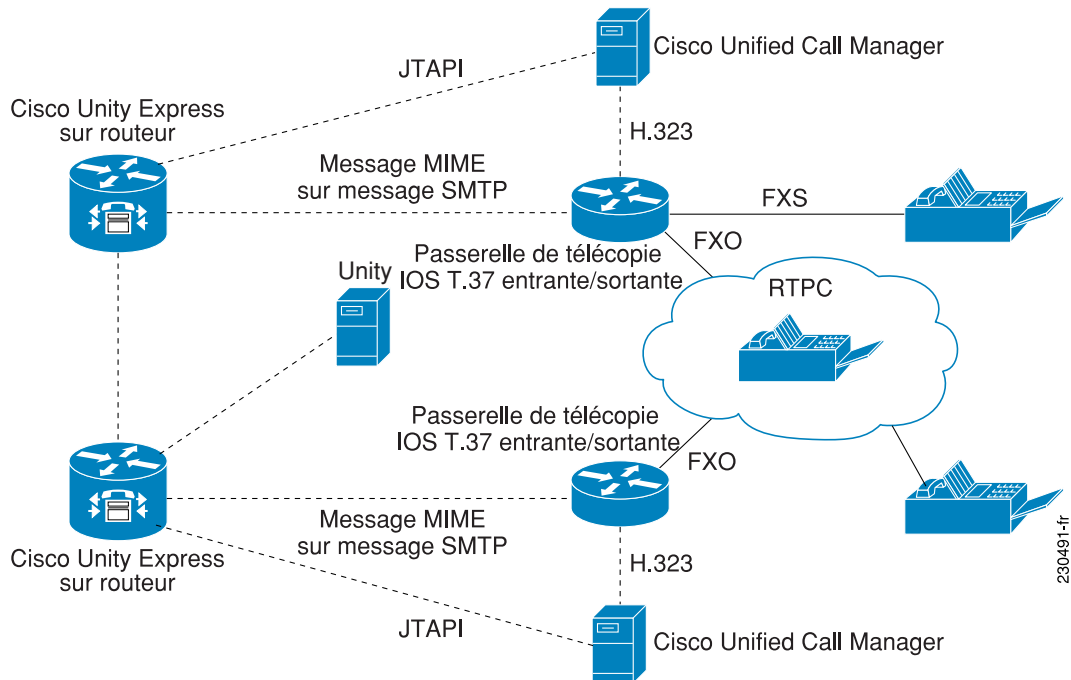 Cisco Unified Call Manager
JTAPI
Cisco Unity Express
sur routeur
H.323
Message MIME
sur message SMTP
FXS
FXO
Passerelle de télécopie
IOS T.37 entrante/sortante
Unity
RTPC
Passerelle de télécopie
IOS T.37 entrante/sortante
FXO
Message MIME
sur message SMTP
Cisco Unity Express
sur routeur
H.323
JTAPI
Cisco Unified Call Manager
230491-fr